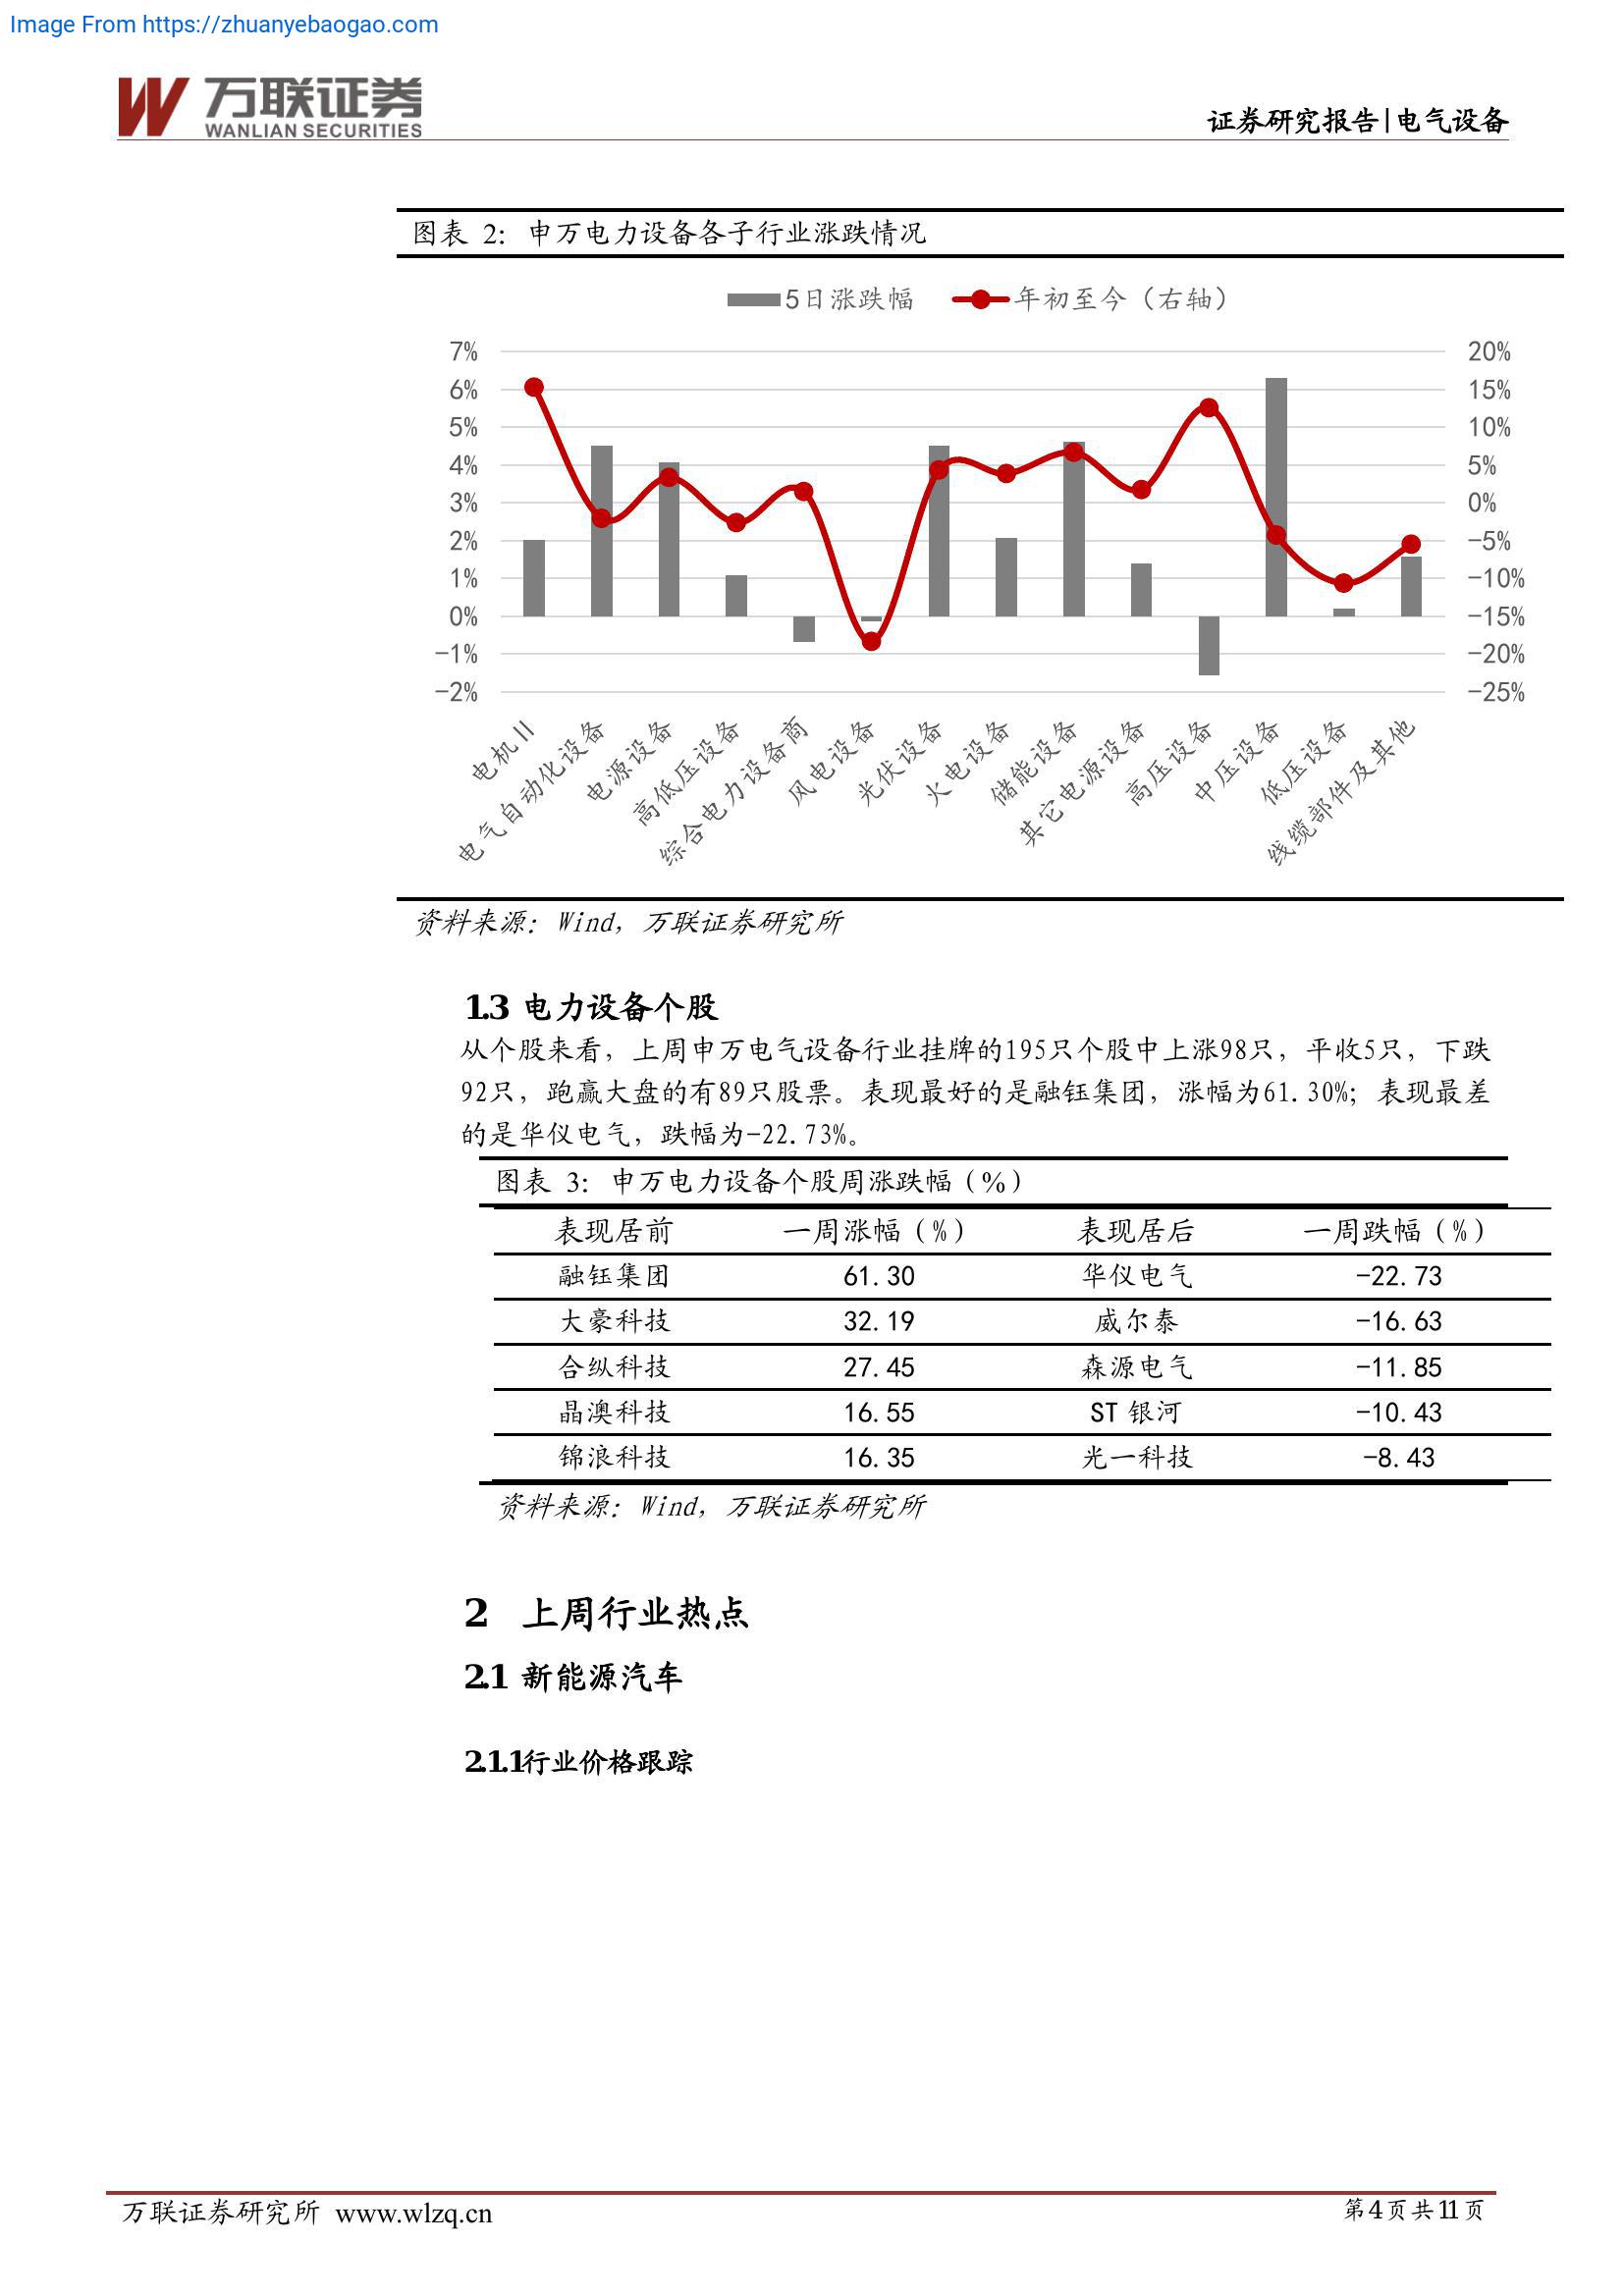 Image From https://zhuanyebaogao.com
万联证券
WANLIAN SECURITIES
证券研究报告|电气设备
图表 2: 申万电力设备各子行业涨跌情况
5日涨跌幅 年初至今（右轴）
7% 20%
6% 15%
5% 10%
4% 5%
3% 0%
2% -5%
1% -10%
0% -15%
-1% -20%
-2% -25%
电机Ⅱ
电气自动化设备
电源设备
高低压设备
综合电力设备商
风电设备
光伏设备
火电设备
储能设备
其它电源设备
高压设备
中压设备
低压设备
线缆部件及其他
资料来源: Wind, 万联证券研究所
1.3 电力设备个股
从个股来看，上周申万电气设备行业挂牌的195只个股中上涨98只，平收5只，下跌
92只，跑赢大盘的有89只股票。表现最好的是融钰集团，涨幅为61.30%；表现最差
的是华仪电气，跌幅为-22.73%。
图表 3: 申万电力设备个股周涨跌幅（%）
表现居前 一周涨幅（%） 表现居后 一周跌幅（%）
融钰集团 61.30 华仪电气 -22.73
大豪科技 32.19 威尔泰 -16.63
合纵科技 27.45 森源电气 -11.85
晶澳科技 16.55 ST 银河 -10.43
锦浪科技 16.35 光一科技 -8.43
资料来源: Wind, 万联证券研究所
2 上周行业热点
2.1 新能源汽车
2.1.1行业价格跟踪
万联证券研究所 www.wlzq.cn 第4页共11页